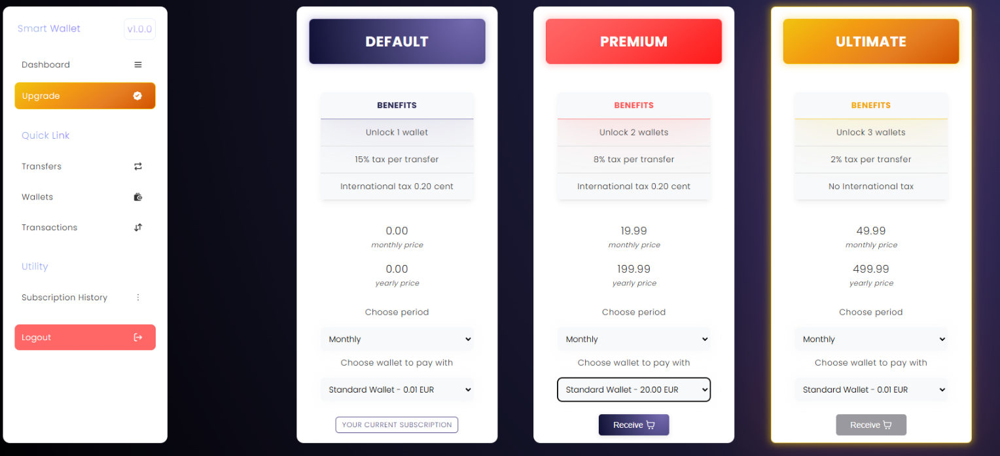 Smart Wallet
v1.0.0
Dashboard
Upgrade
Quick Link
Transfers
Wallets
Transactions
Utility
Subscription History
Logout
DEFAULT
BENEFITS
Unlock 1 wallet
15% tax per transfer
International tax 0.20 cent
0.00
monthly price
0.00
yearly price
Choose period
Monthly
Choose wallet to pay with
Standard Wallet - 0.01 EUR
YOUR CURRENT SUBSCRIPTION
PREMIUM
BENEFITS
Unlock 2 wallets
8% tax per transfer
International tax 0.20 cent
19.99
monthly price
199.99
yearly price
Choose period
Monthly
Choose wallet to pay with
Standard Wallet - 20.00 EUR
Receive
ULTIMATE
BENEFITS
Unlock 3 wallets
2% tax per transfer
No International tax
49.99
monthly price
499.99
yearly price
Choose period
Monthly
Choose wallet to pay with
Standard Wallet - 0.01 EUR
Receive